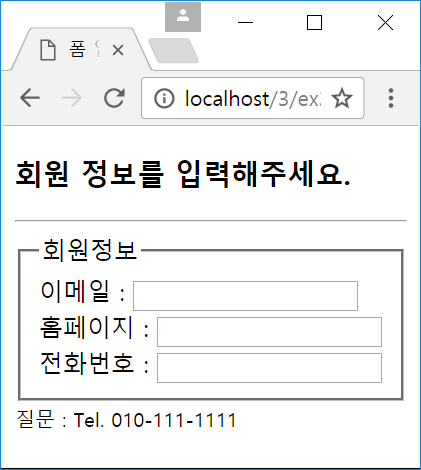 폼
localhost/3/ex
회원 정보를 입력해주세요.
회원정보
이메일 :
홈페이지 :
전화번호 :
질문 : Tel. 010-111-1111